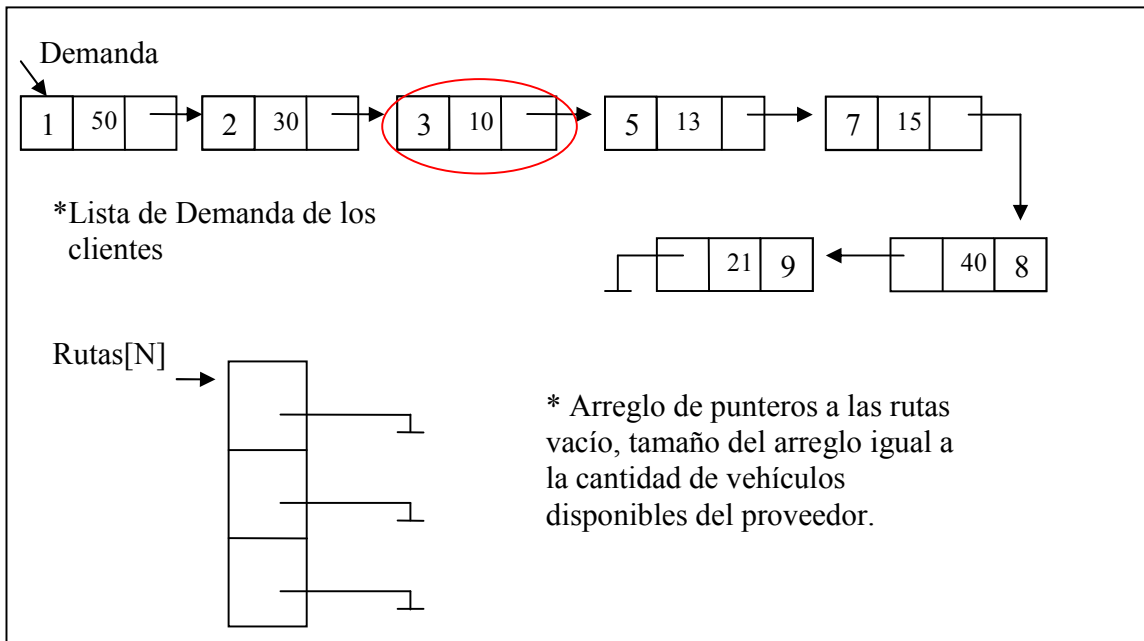 Demanda
1 50 2 30 3 10 5 13 7 15
*Lista de Demanda de los
clientes
21 9 40 8
Rutas[N]
* Arreglo de punteros a las rutas
vacío, tamaño del arreglo igual a
la cantidad de vehículos
disponibles del proveedor.